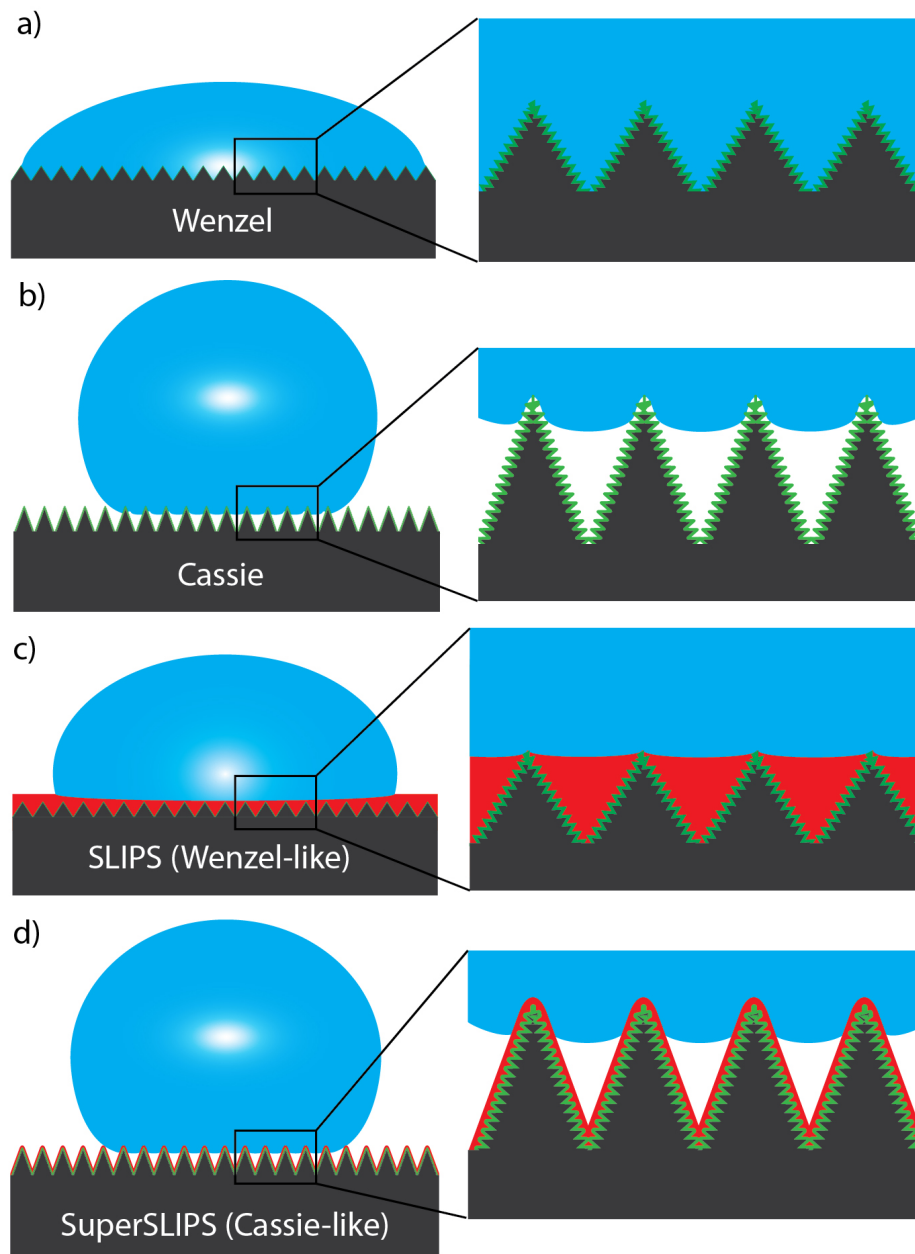 a)
Wenzel
b)
Cassie
c)
SLIPS (Wenzel-like)
d)
SuperSLIPS (Cassie-like)